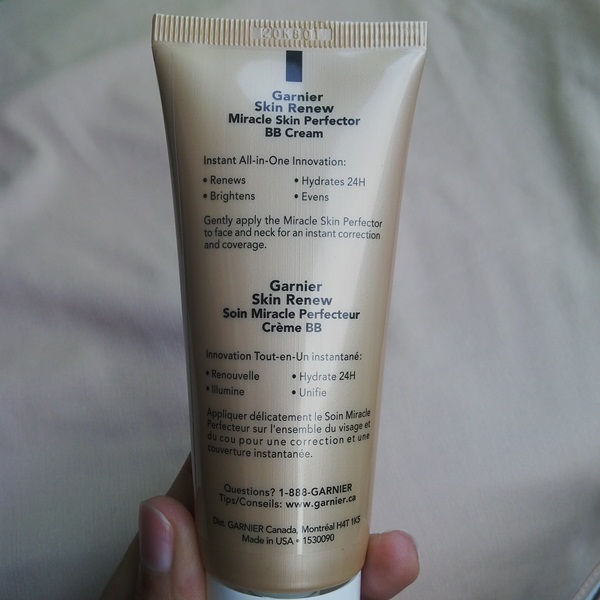 20KB01
Garnier
Skin Renew
Miracle Skin Perfector
BB Cream
Instant All-in-One Innovation:
• Renews • Hydrates 24H
• Brightens • Evens
Gently apply the Miracle Skin Perfector
to face and neck for an instant correction
and coverage.
Garnier
Skin Renew
Soin Miracle Perfecteur
Crème BB
Innovation Tout-en-Un instantané:
• Renouvelle • Hydrate 24H
• Illumine • Unifie
Appliquer délicatement le Soin Miracle
Perfecteur sur l'ensemble du visage et
du cou pour une correction et une
couverture instantanée.
Questions? 1-888-GARNIER
Tips/Conseils: www.garnier.ca
Dist. GARNIER Canada, Montréal H4T 1K5
Made in USA • 1530090